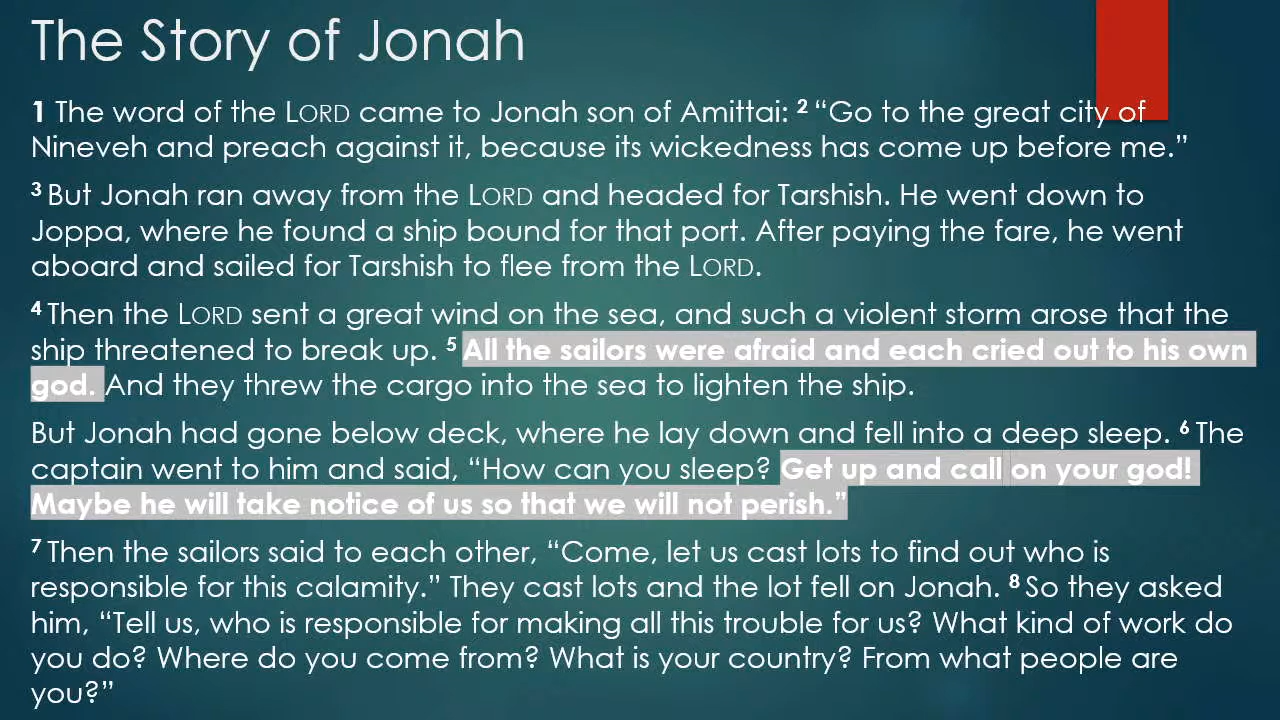 The Story of Jonah
1 The word of the LORD came to Jonah son of Amittai: 2 “Go to the great city of
Nineveh and preach against it, because its wickedness has come up before me.”
3 But Jonah ran away from the LORD and headed for Tarshish. He went down to
Joppa, where he found a ship bound for that port. After paying the fare, he went
aboard and sailed for Tarshish to flee from the LORD.
4 Then the LORD sent a great wind on the sea, and such a violent storm arose that the
ship threatened to break up. 5 All the sailors were afraid and each cried out to his own
god. And they threw the cargo into the sea to lighten the ship.
But Jonah had gone below deck, where he lay down and fell into a deep sleep. 6 The
captain went to him and said, “How can you sleep? Get up and call on your god!
Maybe he will take notice of us so that we will not perish.”
7 Then the sailors said to each other, “Come, let us cast lots to find out who is
responsible for this calamity.” They cast lots and the lot fell on Jonah. 8 So they asked
him, “Tell us, who is responsible for making all this trouble for us? What kind of work do
you do? Where do you come from? What is your country? From what people are
you?”